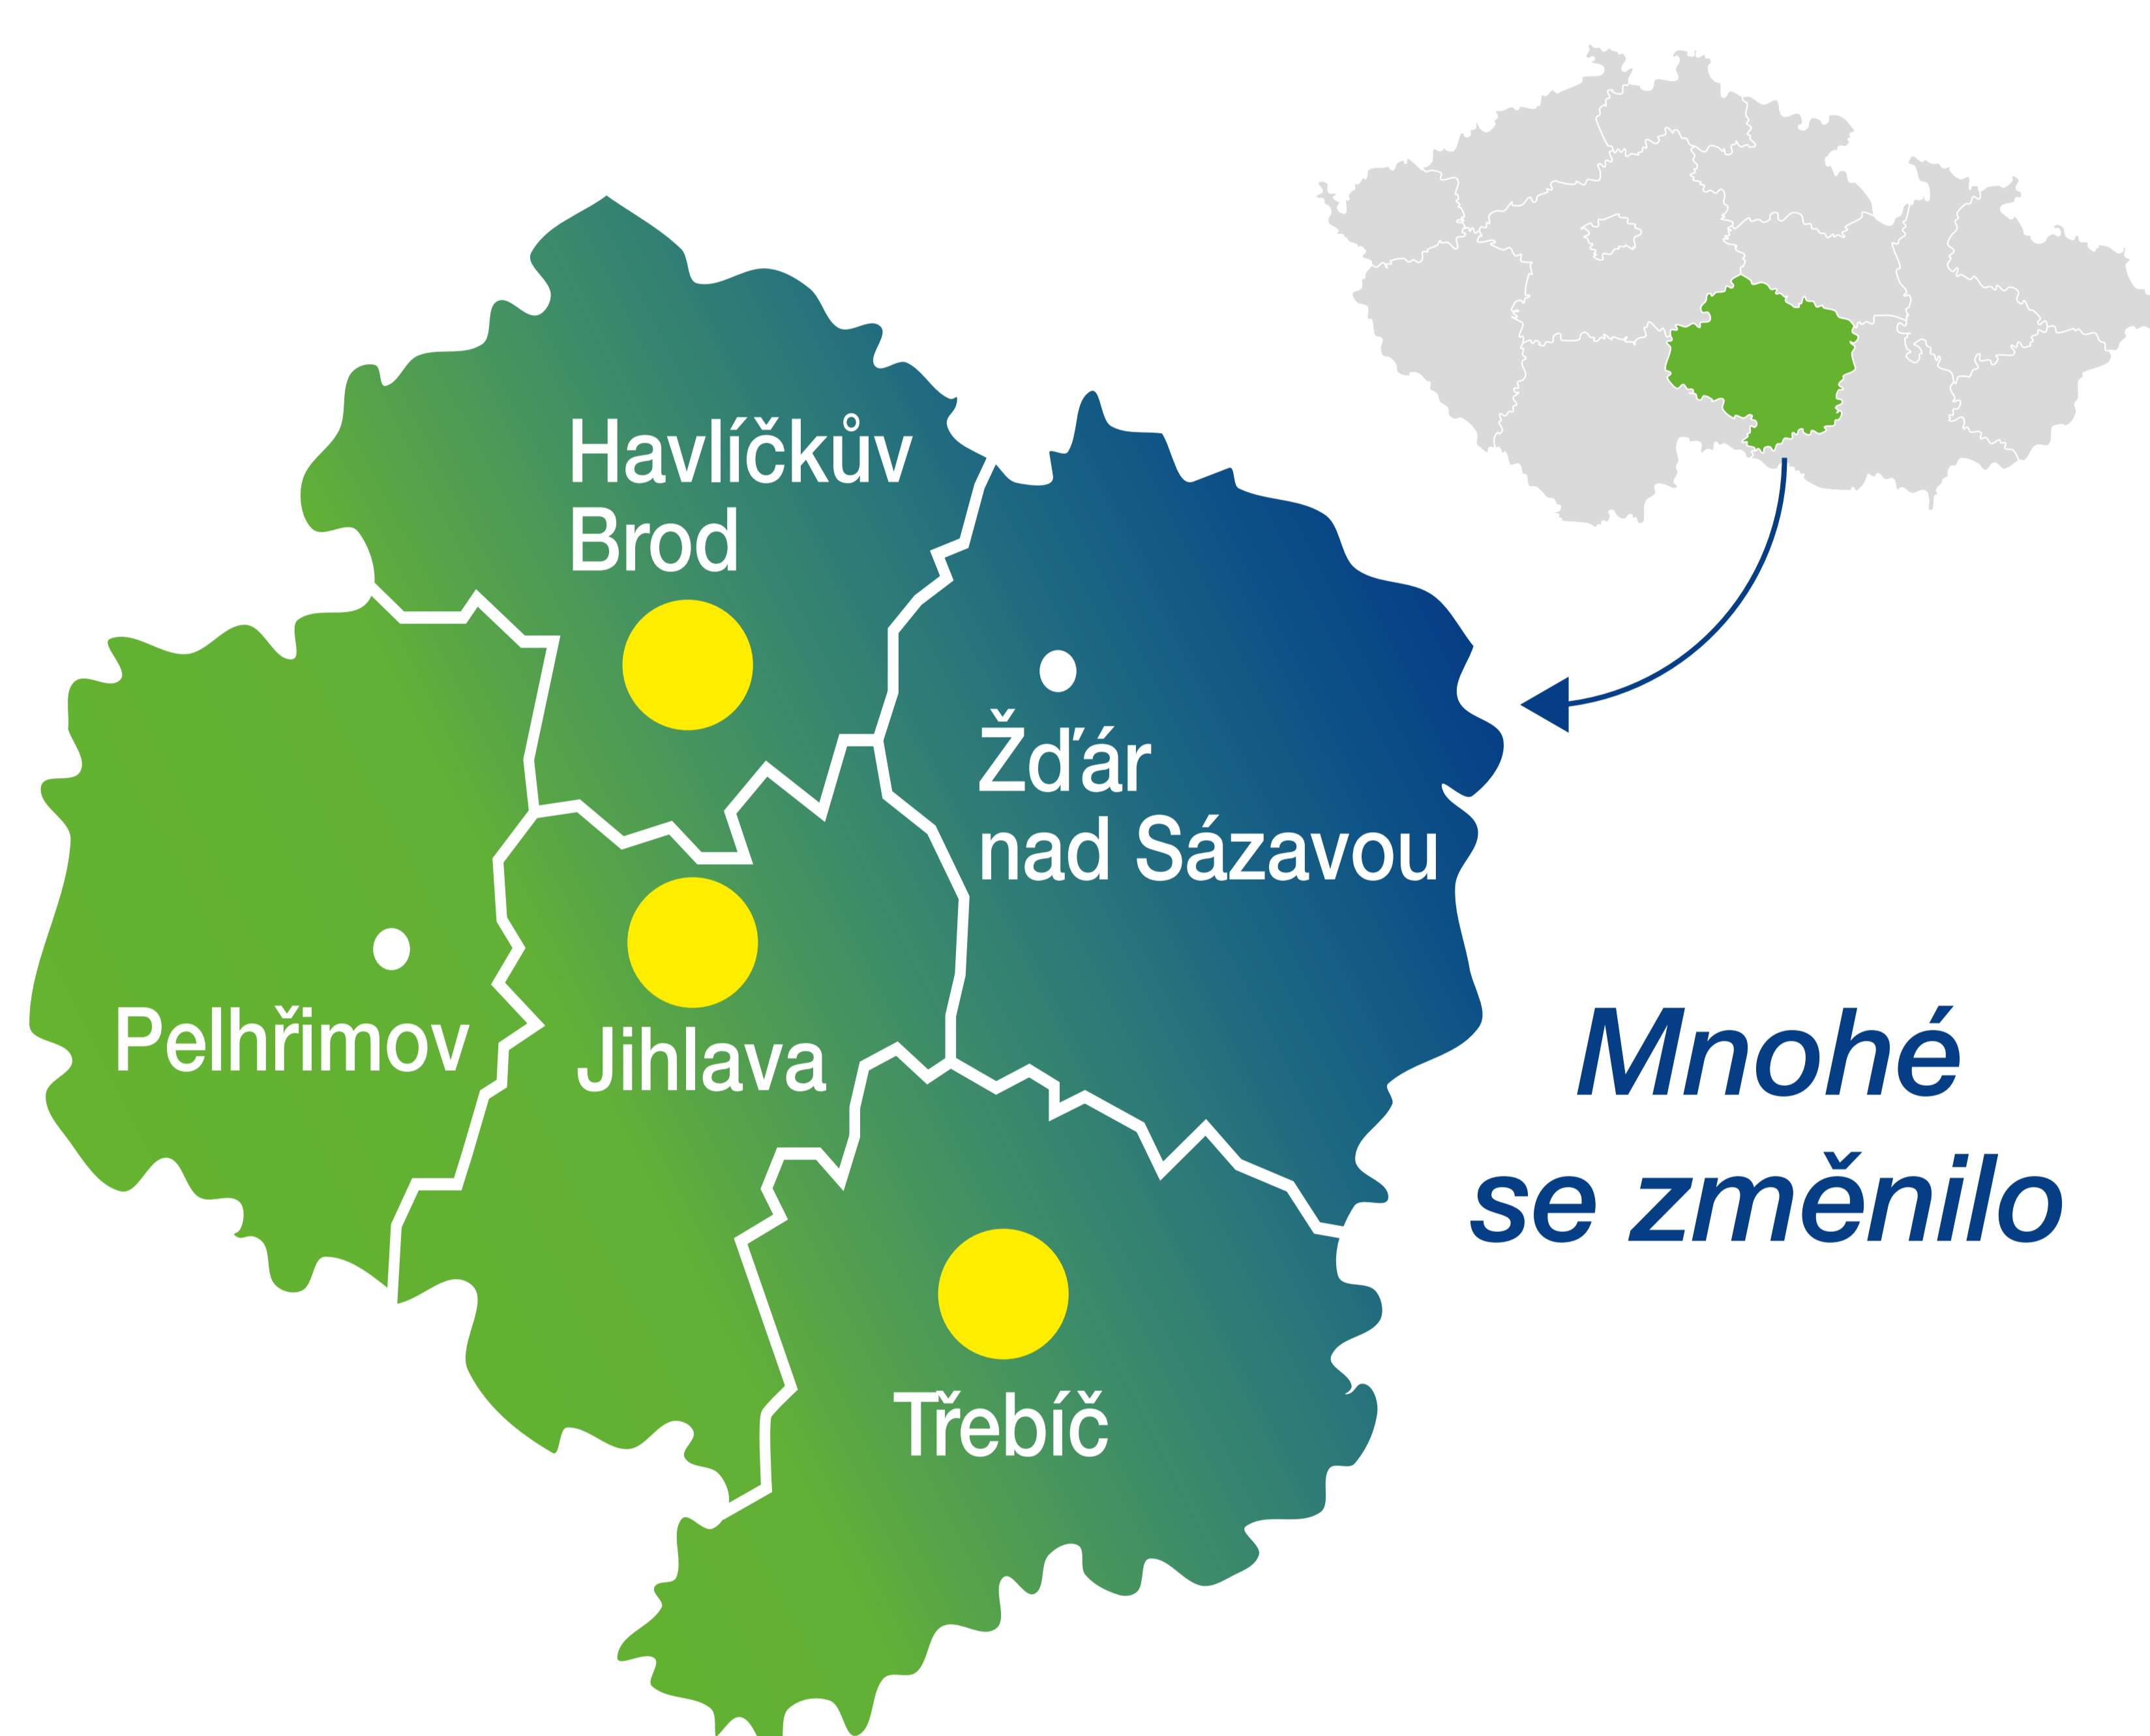 Havlíčkův
Brod
Žďár
nad Sázavou
Pelhřimov
Jihlava
Třebíč
Mnohé
se změnilo